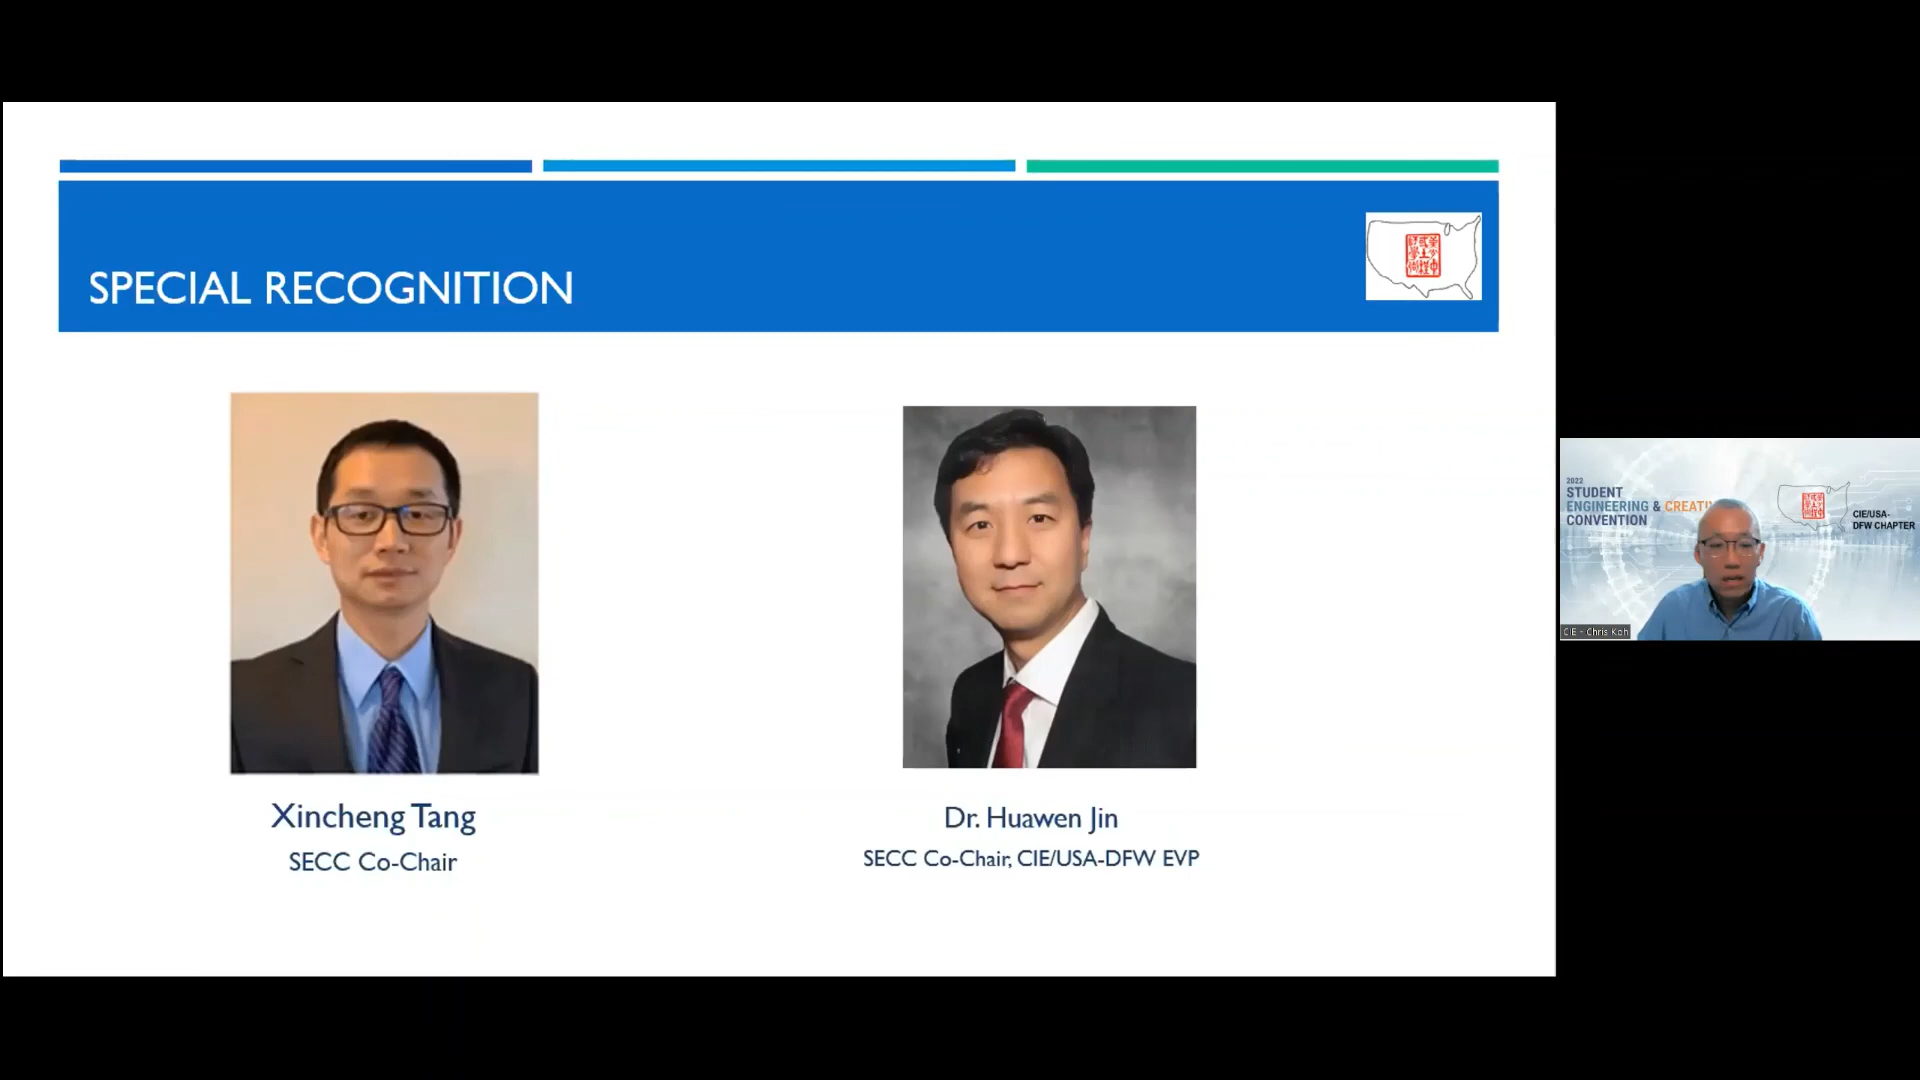 SPECIAL RECOGNITION
Xincheng Tang
SECC Co-Chair
Dr. Huawen Jin
SECC Co-Chair, CIE/USA-DFW EVP
2022
STUDENT
ENGINEERING & CREATI
CONVENTION
CIE/USA-
DFW CHAPTER
CIE - Chris Koh